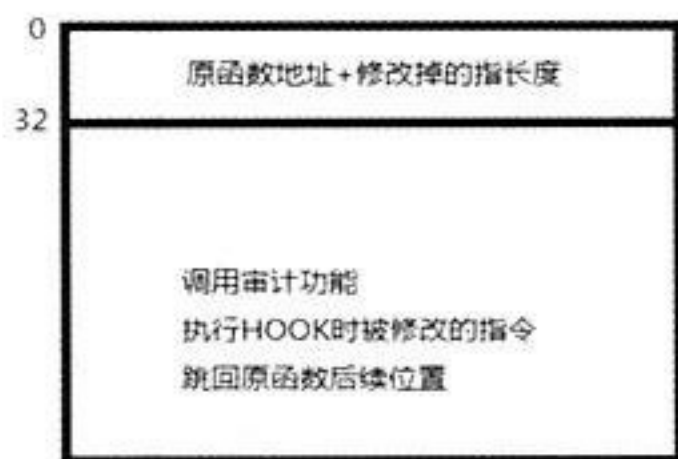 0
原函数地址+修改掉的指长度
32
调用审计功能
执行HOOK时被修改的指令
跳回原函数后续位置